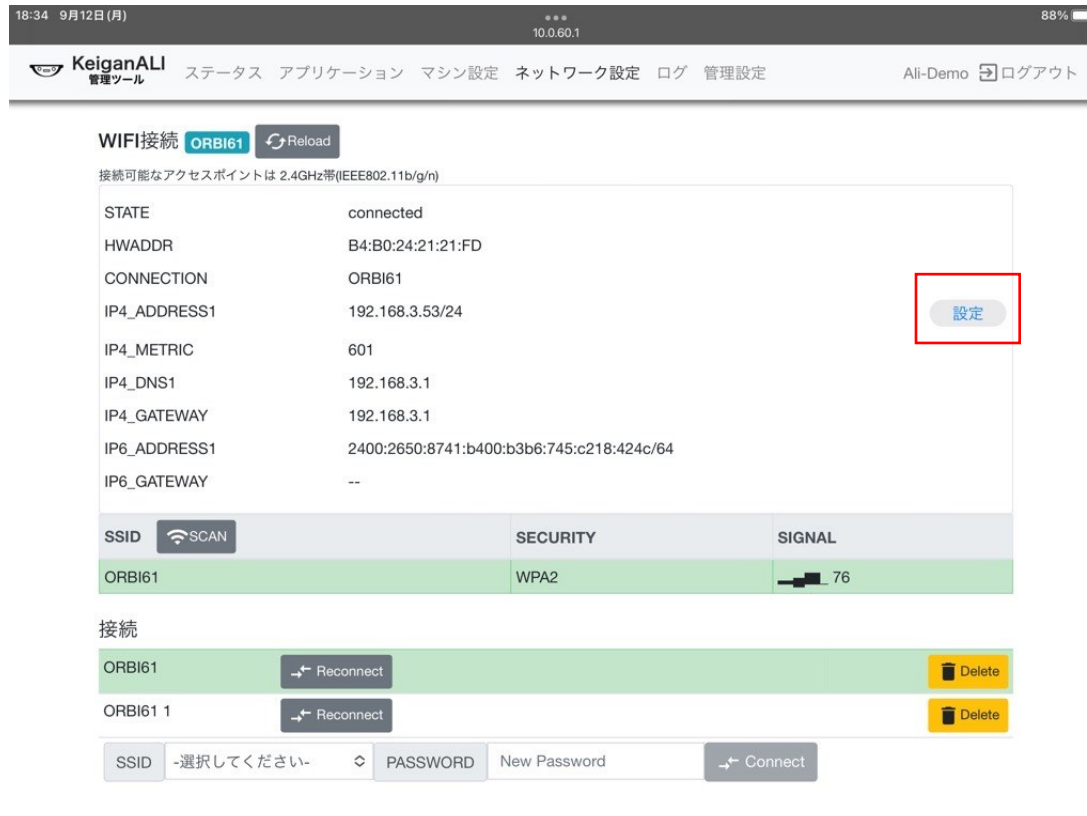 18:34 9月12日(月) 88%
10.0.60.1
KeiganALI
管理ツール
ステータス アプリケーション マシン設定 ネットワーク設定 ログ 管理設定 Ali-Demo ログアウト
WIFI接続 ORBI61 Reload
接続可能なアクセスポイントは 2.4GHz帯(IEEE802.11b/g/n)
STATE connected
HWADDR B4:B0:24:21:21:FD
CONNECTION ORBI61
IP4_ADDRESS1 192.168.3.53/24 設定
IP4_METRIC 601
IP4_DNS1 192.168.3.1
IP4_GATEWAY 192.168.3.1
IP6_ADDRESS1 2400:2650:8741:b400:b3b6:745:c218:424c/64
IP6_GATEWAY --
SSID SCAN SECURITY SIGNAL
ORBI61 WPA2 76
接続
ORBI61 Reconnect Delete
ORBI61 1 Reconnect Delete
SSID -選択してください- PASSWORD New Password Connect